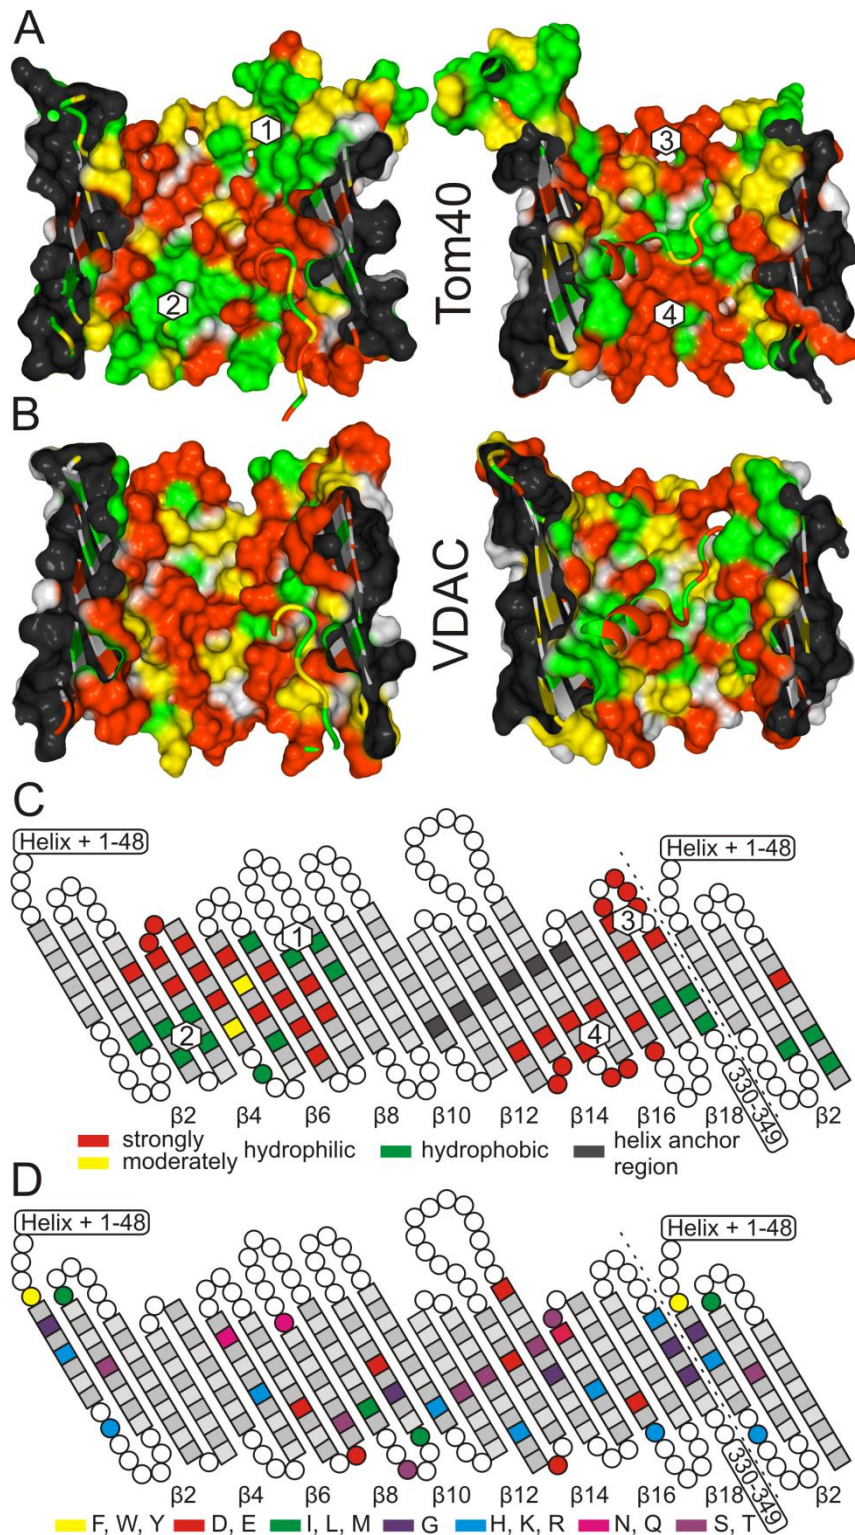 A
1
2
Tom40
3
4
B
VDAC
C
Helix + 1-48
Helix + 1-48
1
3
2
4
330-349
β2 β4 β6 β8 β10 β12 β14 β16 β18 β2
strongly
moderately hydrophilic hydrophobic helix anchor
region
D
Helix + 1-48
Helix + 1-48
330-349
β2 β4 β6 β8 β10 β12 β14 β16 β18 β2
F, W, Y D, E I, L, M G H, K, R N, Q S, T